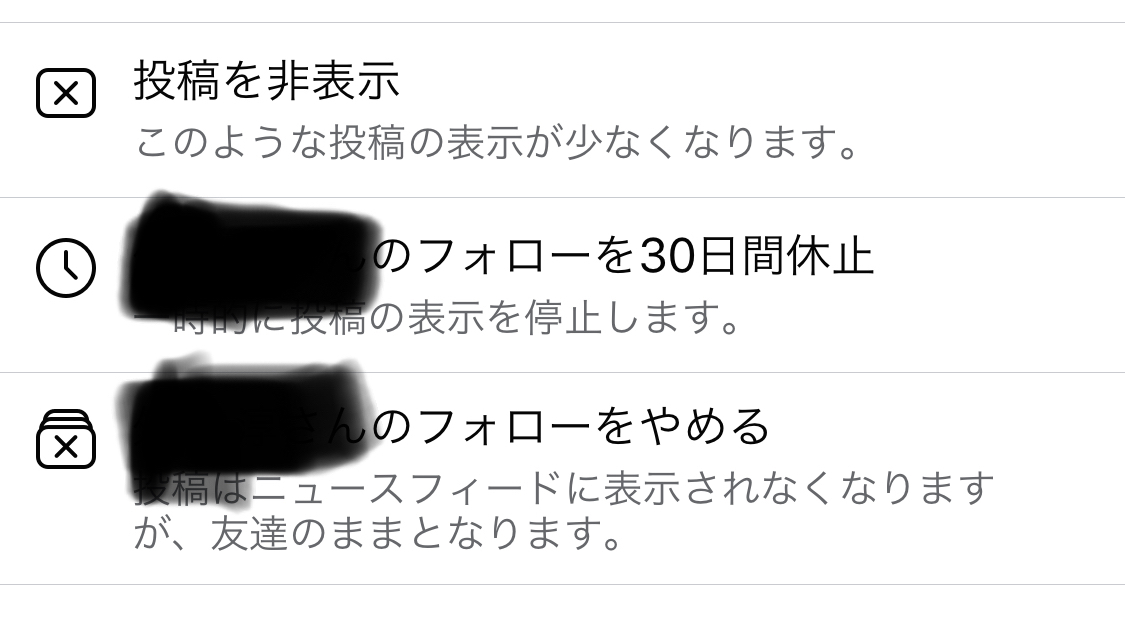 投稿を非表示
このような投稿の表示が少なくなります。
んのフォローを30日間休止
一時的に投稿の表示を停止します。
さんのフォローをやめる
投稿はニュースフィードに表示されなくなります
が、友達のままとなります。